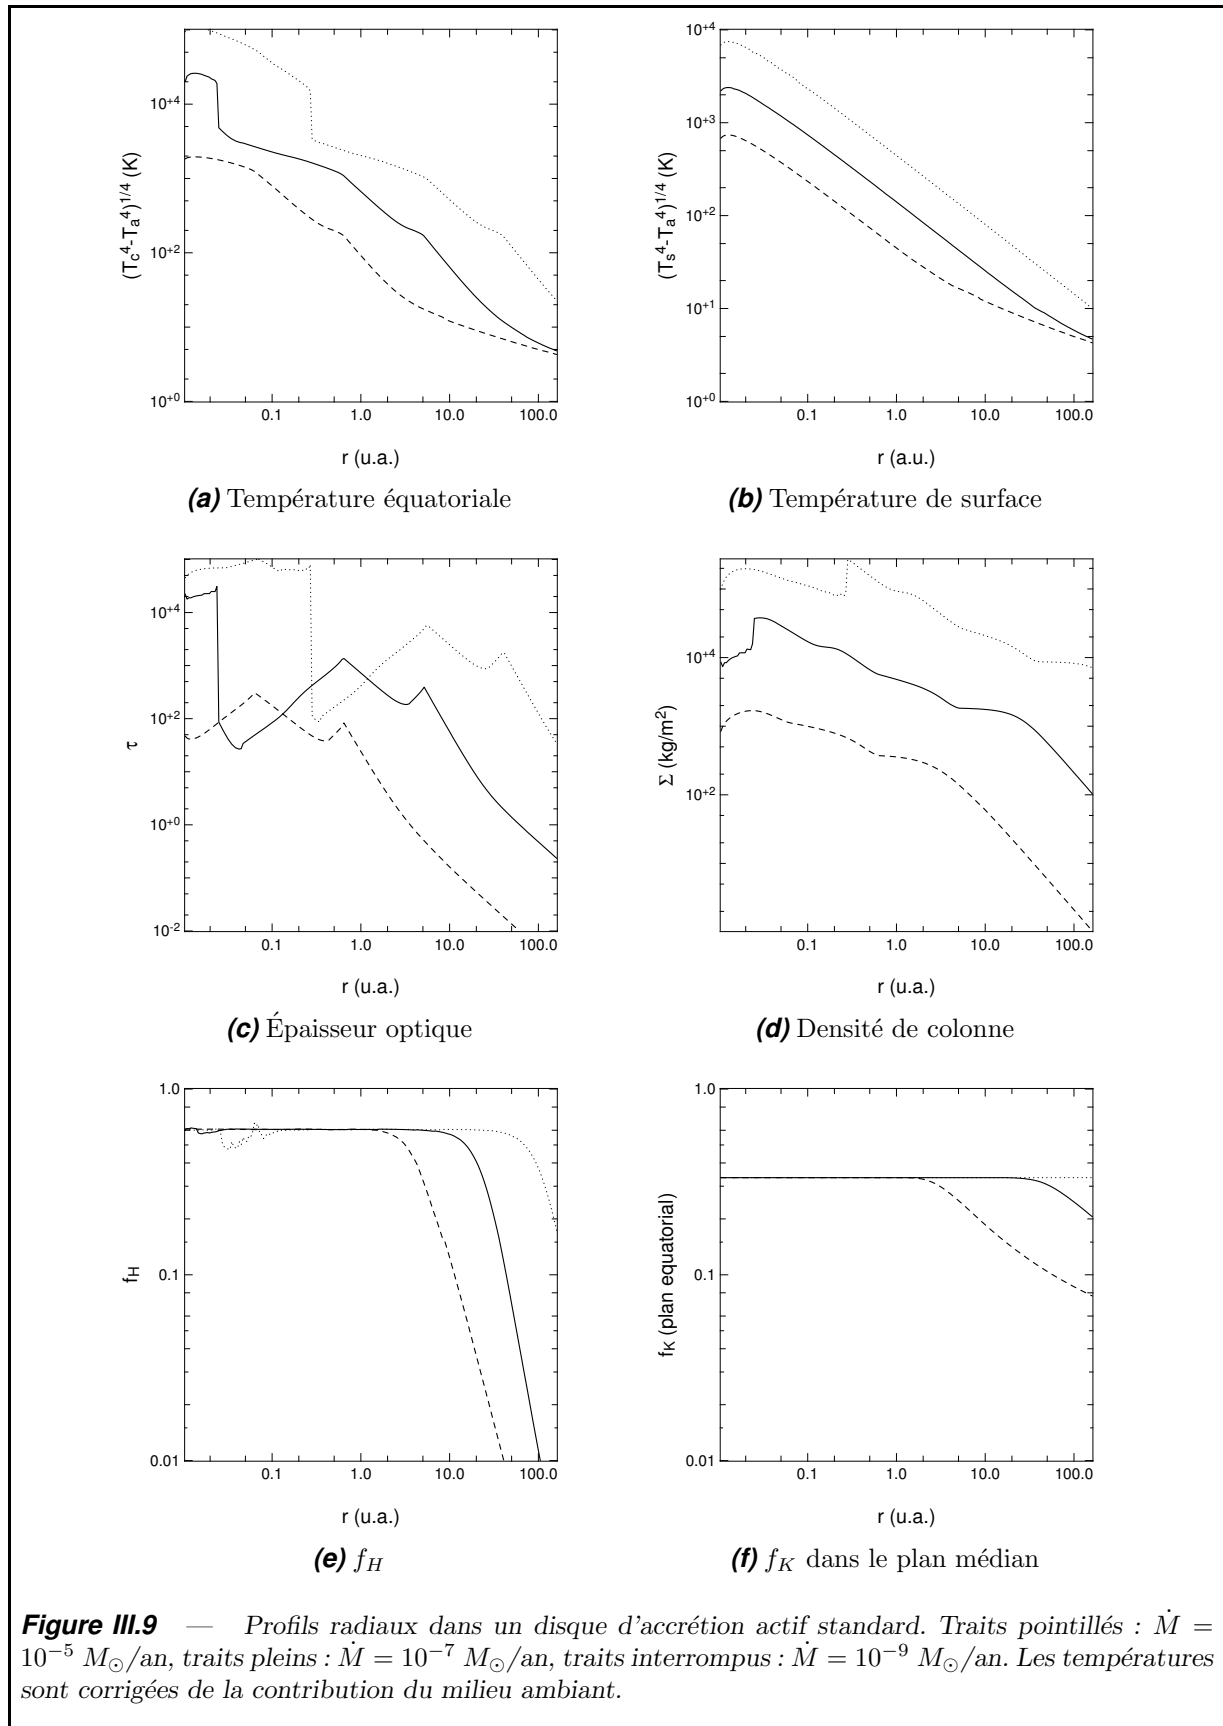 10+4
10+2
10+0
(Tc4-Ta4)1/4 (K)
0.1 1.0 10.0 100.0
r (u.a.)
(a) Température équatoriale
10+4
10+3
10+2
10+1
10+0
(Ts4-Ta4)1/4 (K)
0.1 1.0 10.0 100.0
r (a.u.)
(b) Température de surface
10+4
10+2
10+0
10-2
τ
0.1 1.0 10.0 100.0
r (u.a.)
(c) Épaisseur optique
10+4
10+2
Σ (kg/m2)
0.1 1.0 10.0 100.0
r (u.a.)
(d) Densité de colonne
1.0
0.1
0.01
fH
0.1 1.0 10.0 100.0
r (u.a.)
(e) fH
1.0
0.1
0.01
fK (plan equatorial)
0.1 1.0 10.0 100.0
r (u.a.)
(f) fK dans le plan médian
Figure III.9 — Profils radiaux dans un disque d'accrétion actif standard. Traits pointillés : Ṁ =
10−5 M⊙/an, traits pleins : Ṁ = 10−7 M⊙/an, traits interrompus : Ṁ = 10−9 M⊙/an. Les températures
sont corrigées de la contribution du milieu ambiant.